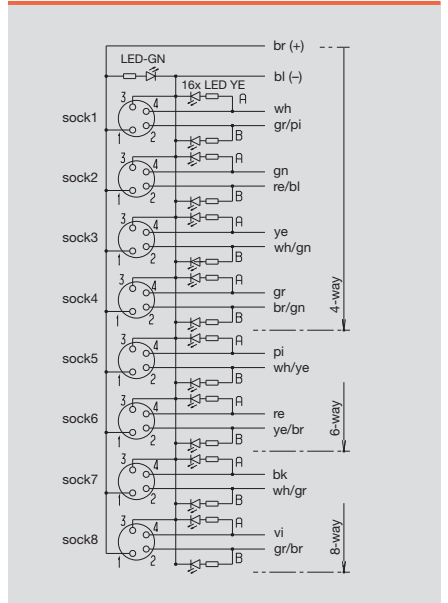 br (+)
LED-GN
bl (–)
16x LED YE
3 4 A
wh
sock1
gr/pi
1 2 B
3 4 A
gn
sock2
re/bl
1 2 B
3 4 A
ye
sock3
wh/gn
1 2 B
3 4 A
gr
sock4
br/gn
1 2 B
4-way
3 4 A
pi
sock5
wh/ye
1 2 B
3 4 A
re
sock6
ye/br
1 2 B
6-way
3 4 A
bk
sock7
wh/gr
1 2 B
3 4 A
vi
sock8
gr/br
1 2 B
8-way